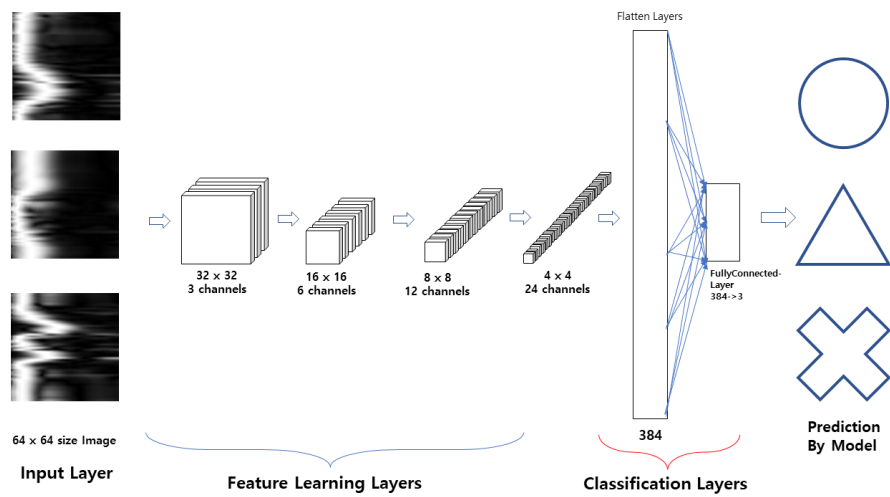 Flatten Layers
32 x 32
3 channels
16 x 16
6 channels
8 x 8
12 channels
4 x 4
24 channels
FullyConnected-
Layer
384->3
64 x 64 size Image
384
Prediction
By Model
Input Layer
Feature Learning Layers
Classification Layers